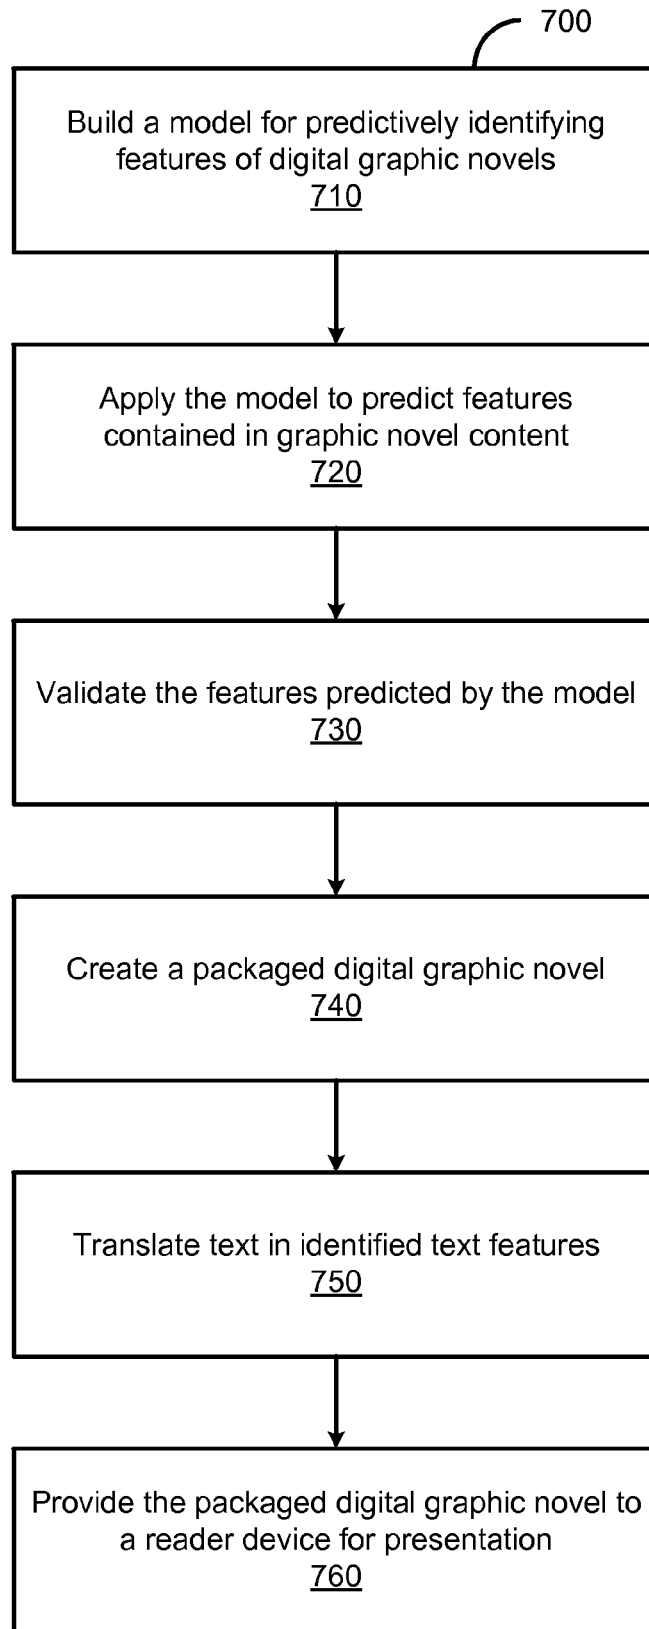 700
Build a model for predictively identifying
features of digital graphic novels
710
Apply the model to predict features
contained in graphic novel content
720
Validate the features predicted by the model
730
Create a packaged digital graphic novel
740
Translate text in identified text features
750
Provide the packaged digital graphic novel to
a reader device for presentation
760